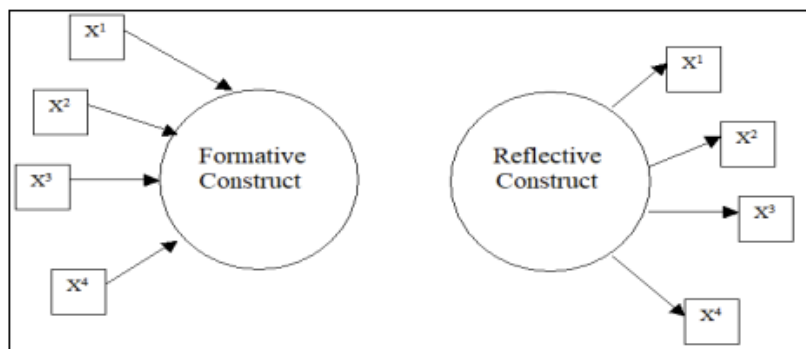 X¹
X²
X³
X⁴
Formative
Construct
Reflective
Construct
X¹
X²
X³
X⁴